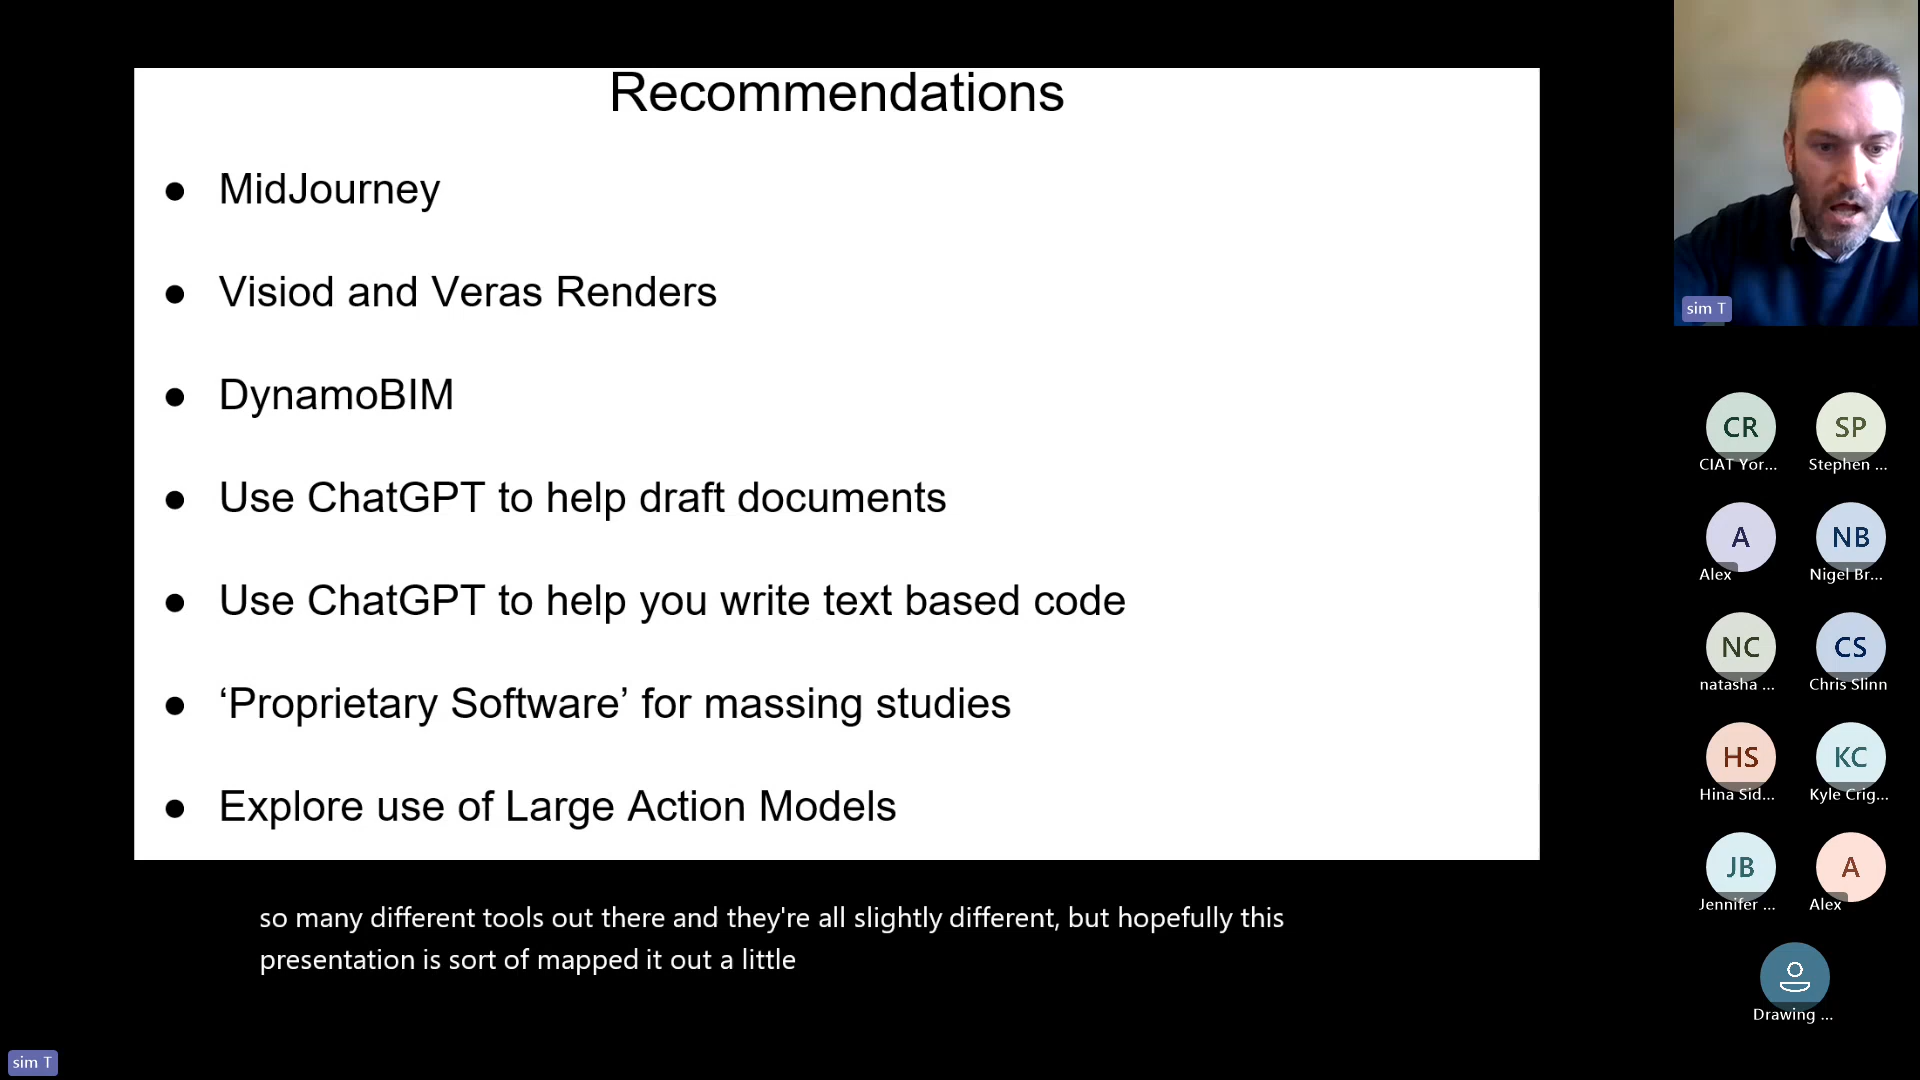 Recommendations
● MidJourney
● Visiod and Veras Renders
● DynamoBIM
● Use ChatGPT to help draft documents
● Use ChatGPT to help you write text based code
● ‘Proprietary Software’ for massing studies
● Explore use of Large Action Models
so many different tools out there and they're all slightly different, but hopefully this
presentation is sort of mapped it out a little
sim T
sim T
CR
CIAT Yor...
SP
Stephen ...
A
Alex
NB
Nigel Br...
NC
natasha ...
CS
Chris Slinn
HS
Hina Sid...
KC
Kyle Crig...
JB
Jennifer ...
A
Alex
Drawing ...